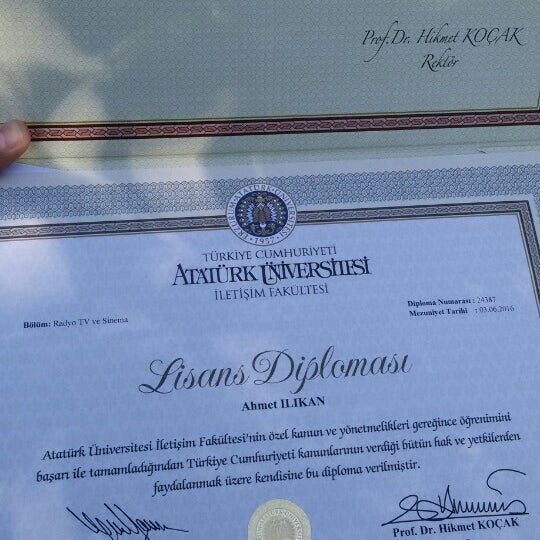 Prof.Dr. Hikmet KOÇAK
Rektör
1957
TÜRKİYE CUMHURİYETİ
ATATÜRK ÜNİVERSİTESİ
İLETİŞİM FAKÜLTESİ
Bölüm: Radyo TV ve Sinema
Diploma Numarası : 24387
Mezuniyet Tarihi : 03.06.2016
Lisans Diploması
Ahmet ILIKAN
Atatürk Üniversitesi İletişim Fakültesi'nin özel kanun ve yönetmelikleri gereğince öğrenimini
başarı ile tamamladığından Türkiye Cumhuriyeti kanunlarının verdiği bütün hak ve yetkilerden
faydalanmak üzere kendisine bu diploma verilmiştir.
Prof. Dr. Hikmet KOÇAK